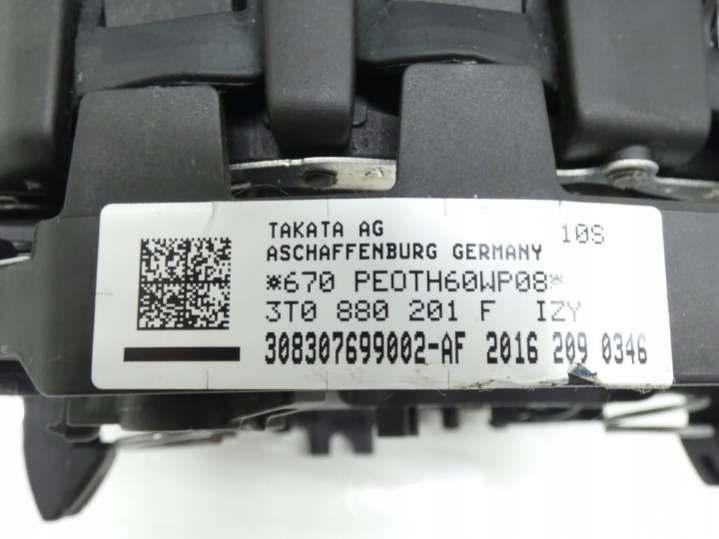 TAKATA AG 10S
ASCHAFFENBURG GERMANY
*670 PEOTH60WP08*
3T0 880 201 F IZY
308307699002-AF 2016 209 0346